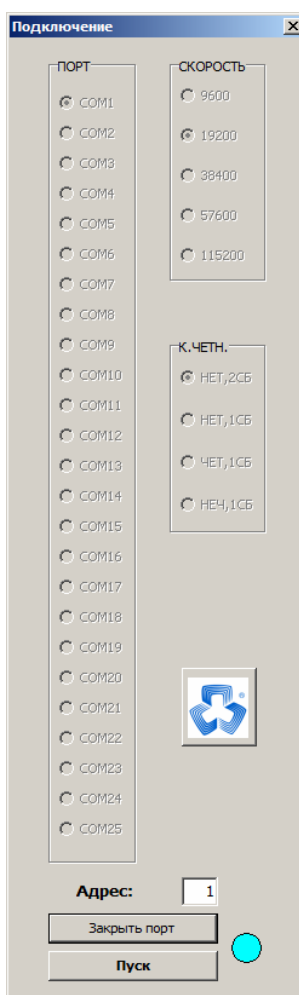 Подключение
ПОРТ
COM1
COM2
COM3
COM4
COM5
COM6
COM7
COM8
COM9
COM10
COM11
COM12
COM13
COM14
COM15
COM16
COM17
COM18
COM19
COM20
COM21
COM22
COM23
COM24
COM25
СКОРОСТЬ
9600
19200
38400
57600
115200
К.ЧЕТН.
НЕТ,2СБ
НЕТ,1СБ
ЧЕТ,1СБ
НЕЧ,1СБ
®
Адрес: 1
Закрыть порт
Пуск